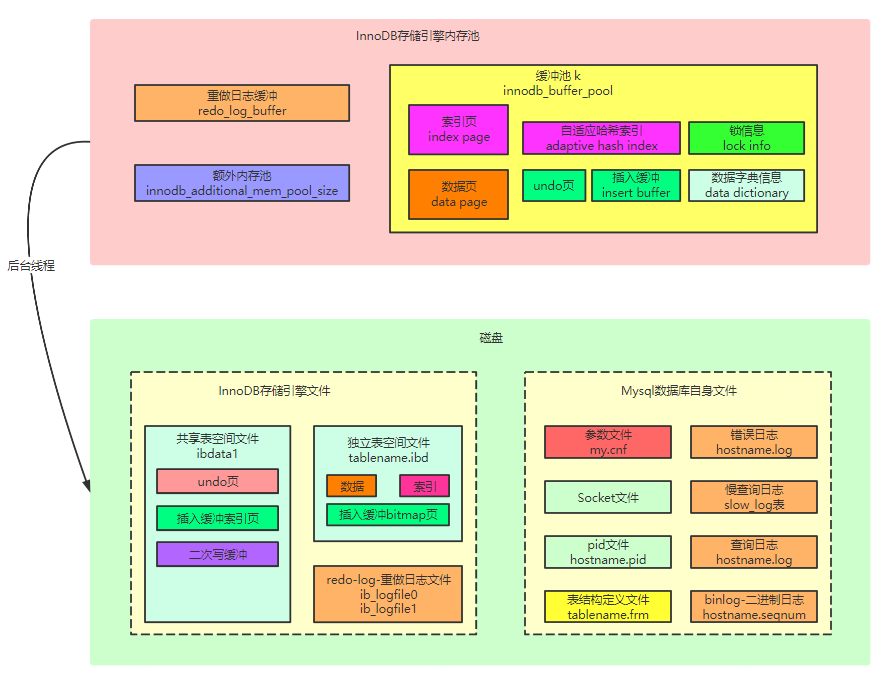 InnoDB存储引擎内存池
重做日志缓冲
redo_log_buffer
额外内存池
innodb_additional_mem_pool_size
缓冲池 k
innodb_buffer_pool
索引页
index page
自适应哈希索引
adaptive hash index
锁信息
lock info
数据页
data page
undo页
插入缓冲
insert buffer
数据字典信息
data dictionary
后台线程
磁盘
InnoDB存储引擎文件
共享表空间文件
ibdata1
undo页
插入缓冲索引页
二次写缓冲
独立表空间文件
tablename.ibd
数据
索引
插入缓冲bitmap页
redo-log-重做日志文件
ib_logfile0
ib_logfile1
Mysql数据库自身文件
参数文件
my.cnf
错误日志
hostname.log
Socket文件
慢查询日志
slow_log表
pid文件
hostname.pid
查询日志
hostname.log
表结构定义文件
tablename.frm
binlog-二进制日志
hostname.seqnum